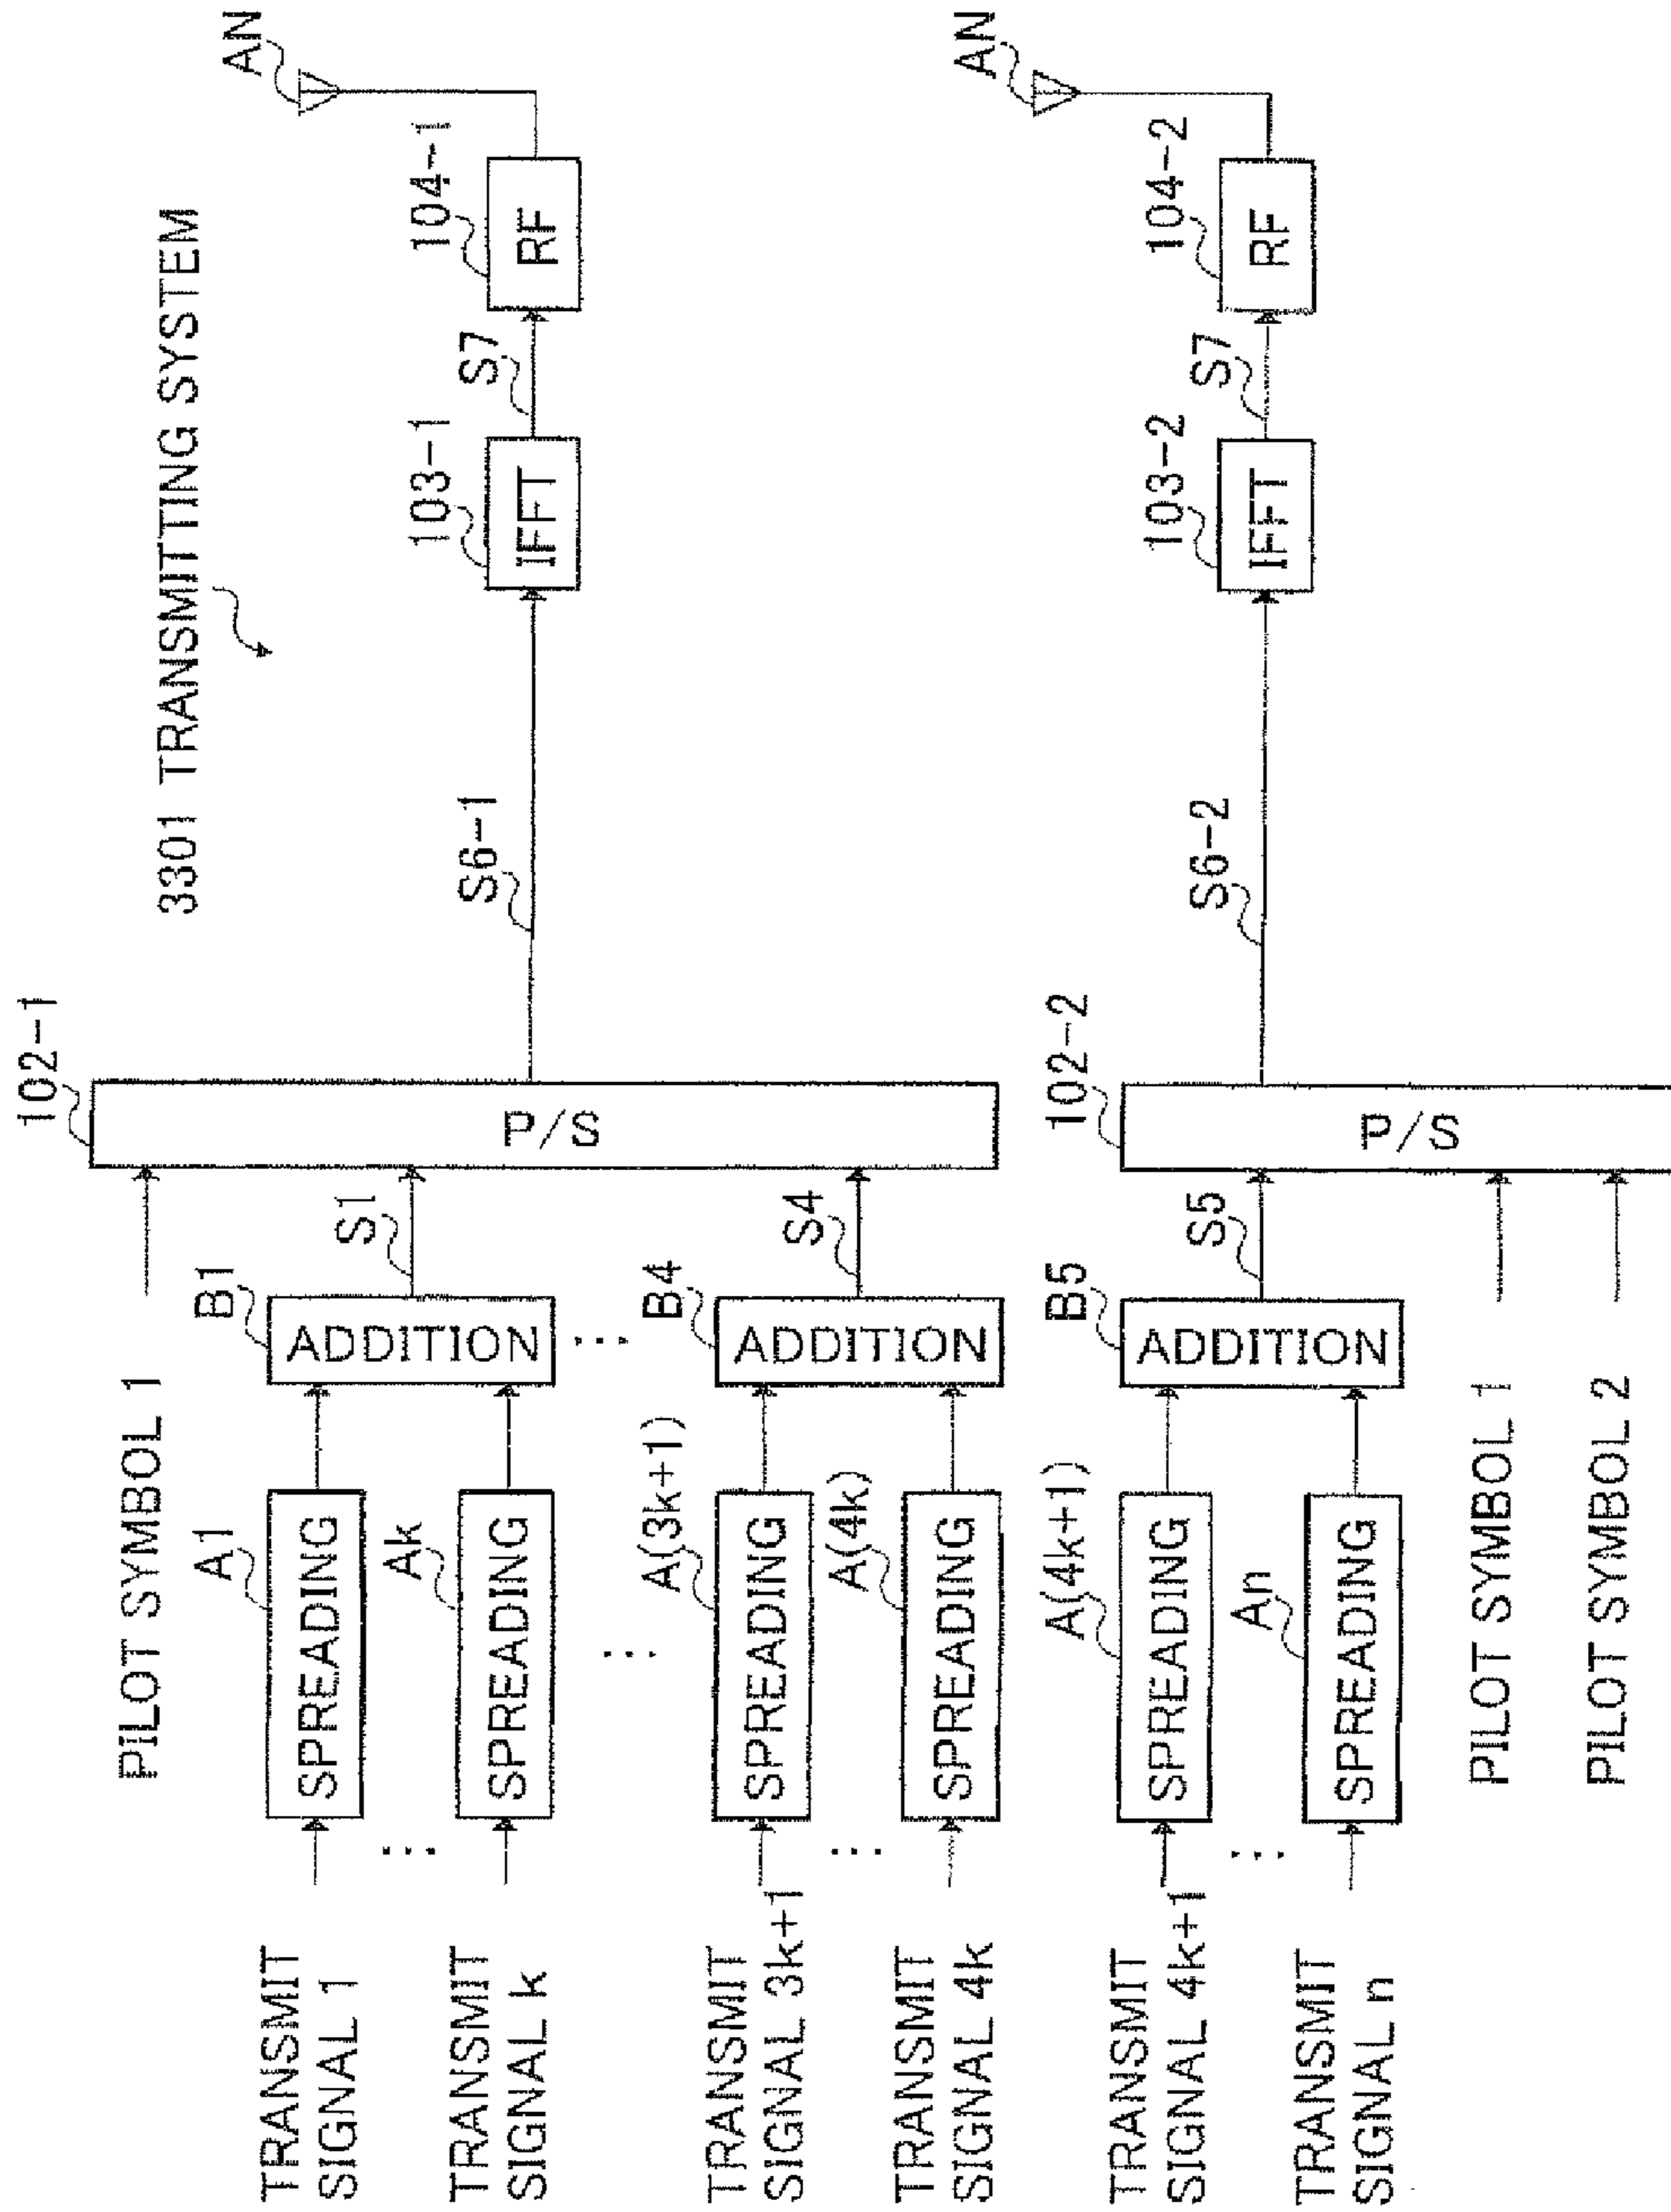 3301 TRANSMITTING SYSTEM
PILOT SYMBOL 1
102-1
P/S
TRANSMIT
SIGNAL 1
A1
SPREADING
B1
ADDITION
S1
...
TRANSMIT
SIGNAL k
Ak
SPREADING
S6-1
103-1
IFFT
S7
104-1
RF
AN
...
...
TRANSMIT
SIGNAL 3k+1
A(3k+1)
SPREADING
B4
ADDITION
S4
...
TRANSMIT
SIGNAL 4k
A(4k)
SPREADING
102-2
P/S
TRANSMIT
SIGNAL 4k+1
A(4k+1)
SPREADING
B5
ADDITION
S5
...
TRANSMIT
SIGNAL n
An
SPREADING
S6-2
103-2
IFFT
S7
104-2
RF
AN
PILOT SYMBOL 1
PILOT SYMBOL 2